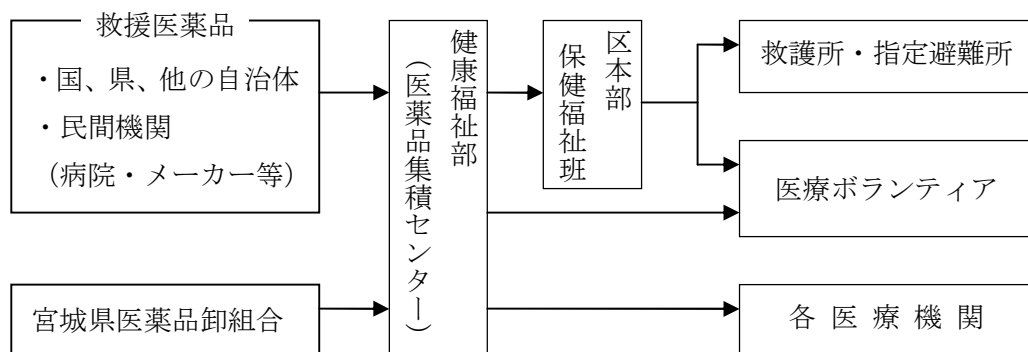 救援医薬品
・国、県、他の自治体
・民間機関
（病院・メーカー等）
宮城県医薬品卸組合
健康福祉部
（医薬品集積センター）
区本部
保健福祉班
救護所・指定避難所
医療ボランティア
各医療機関